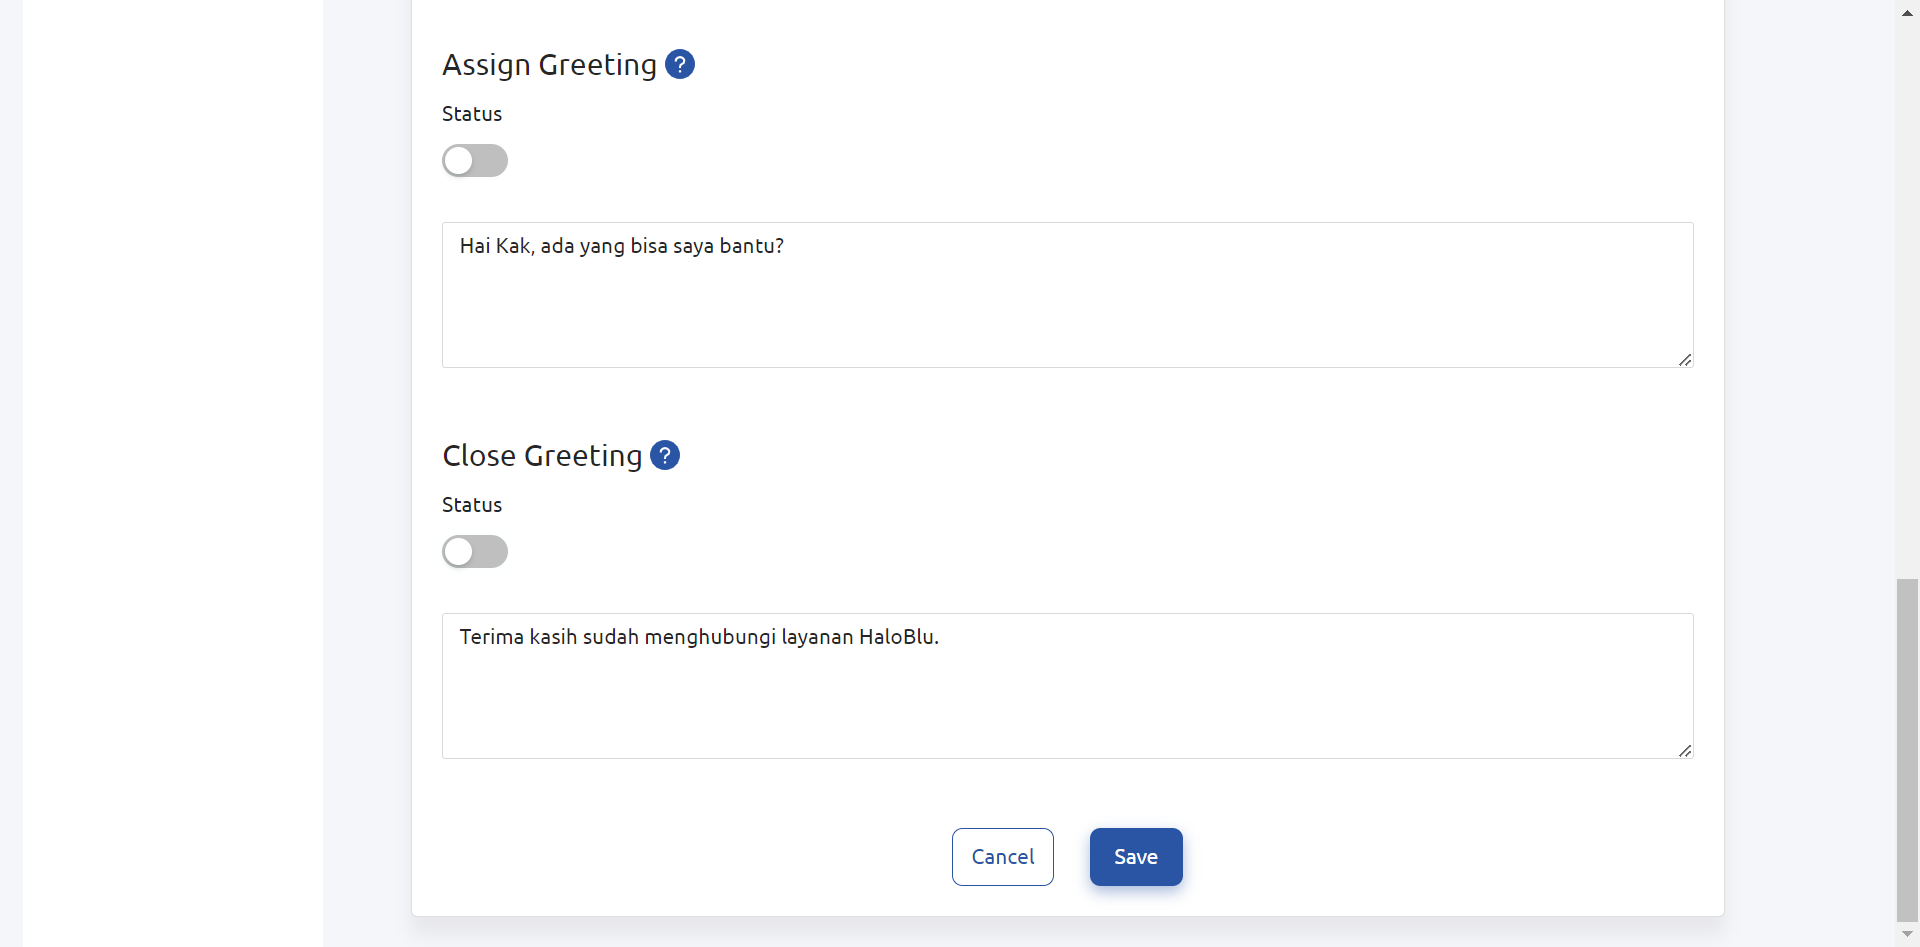 Assign Greeting ?
Status
Hai Kak, ada yang bisa saya bantu?
Close Greeting ?
Status
Terima kasih sudah menghubungi layanan HaloBlu.
Cancel Save